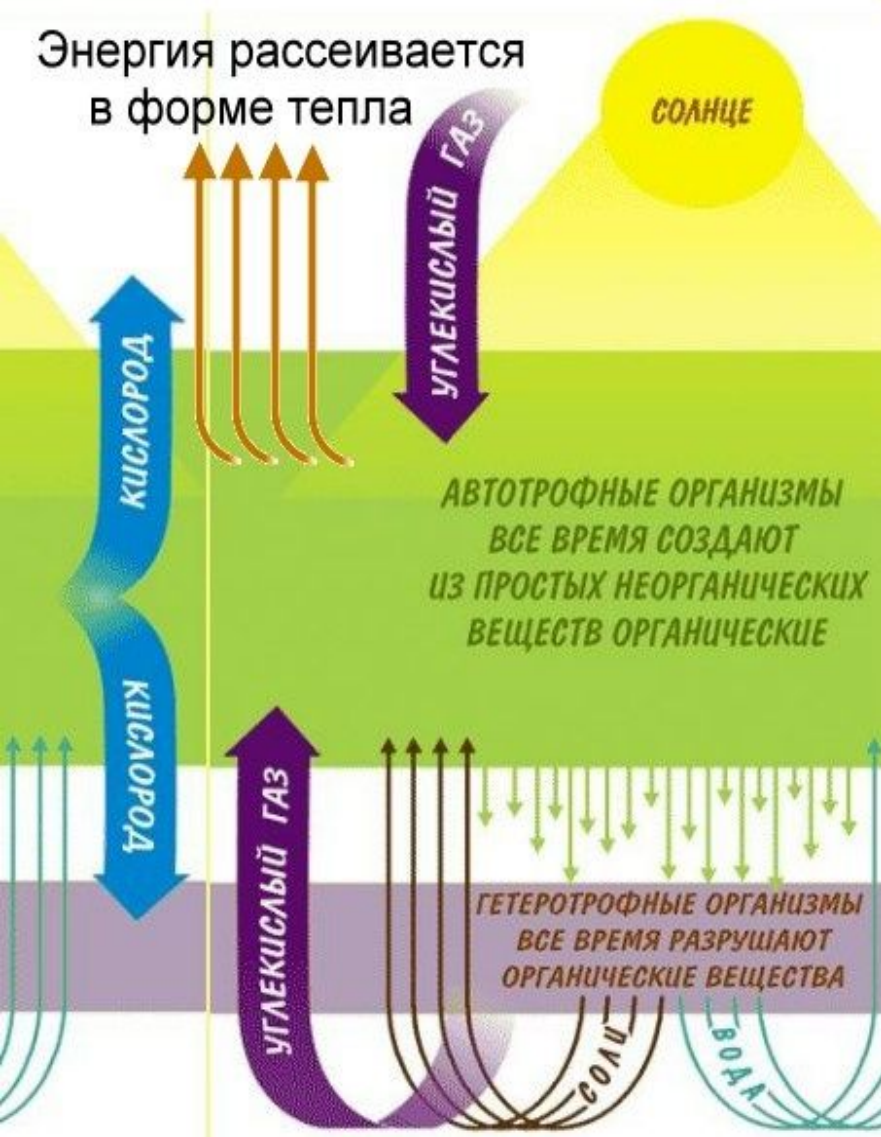 Энергия рассеивается
в форме тепла
СОЛНЦЕ
УГЛЕКИСЛЫЙ ГАЗ
КИСЛОРОД
АВТОТРОФНЫЕ ОРГАНИЗМЫ
ВСЕ ВРЕМЯ СОЗДАЮТ
ИЗ ПРОСТЫХ НЕОРГАНИЧЕСКИХ
ВЕЩЕСТВ ОРГАНИЧЕСКИЕ
КИСЛОРОД
УГЛЕКИСЛЫЙ ГАЗ
ГЕТЕРОТРОФНЫЕ ОРГАНИЗМЫ
ВСЕ ВРЕМЯ РАЗРУШАЮТ
ОРГАНИЧЕСКИЕ ВЕЩЕСТВА
СОЛИ
ВОДА